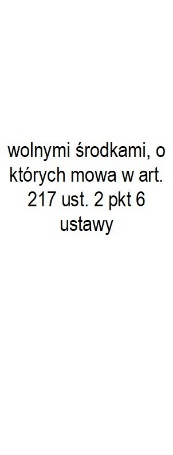 wolnymi środkami, o
których mowa w art.
217 ust. 2 pkt 6
ustawy